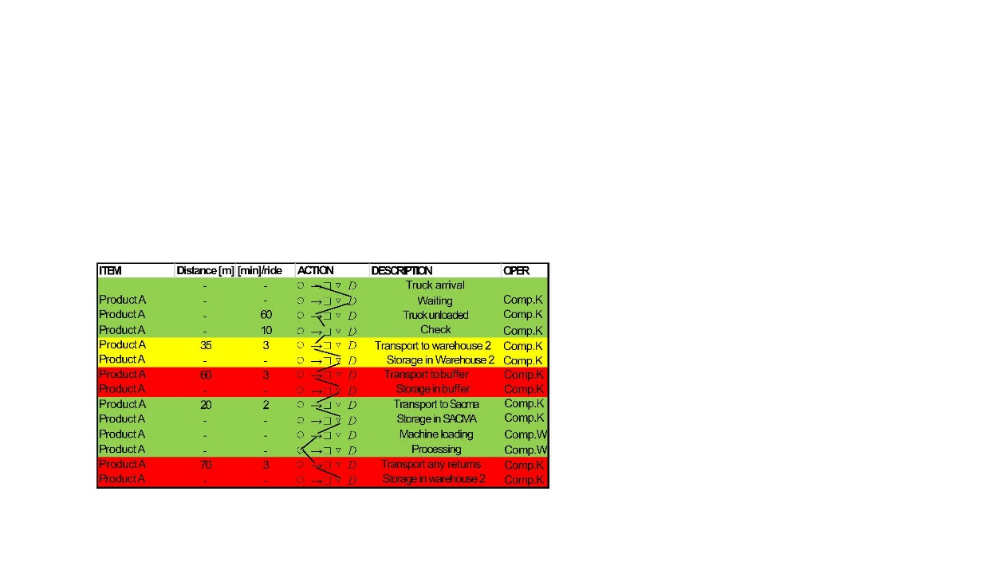 ITEM Distance [m] [min]/ride ACTION DESCRIPTION OPER
- - ○ →□ ▿ D Truck arrival
Product A - - ○ →□ ▿ D Waiting Comp.K
Product A - 60 ○ →□ ▿ D Truck unloaded Comp.K
Product A - 10 ○ →□ ▿ D Check Comp.K
Product A 35 3 ○ →□ ▿ D Transport to warehouse 2 Comp.K
Product A - - ○ →□ ▿ D Storage in Warehouse 2 Comp.K
Product A 60 3 ○ →□ ▿ D Transport to buffer Comp.K
Product A - - ○ →□ ▿ D Storage in buffer Comp.K
Product A 20 2 ○ →□ ▿ D Transport to Sacma Comp.K
Product A - - ○ →□ ▿ D Storage in SACMA Comp.K
Product A - - ○ →□ ▿ D Machine loading Comp.W
Product A - - ○ →□ ▿ D Processing Comp.W
Product A 70 3 ○ →□ ▿ D Transport any returns Comp.K
Product A - - ○ →□ ▿ D Storage in warehouse 2 Comp.K